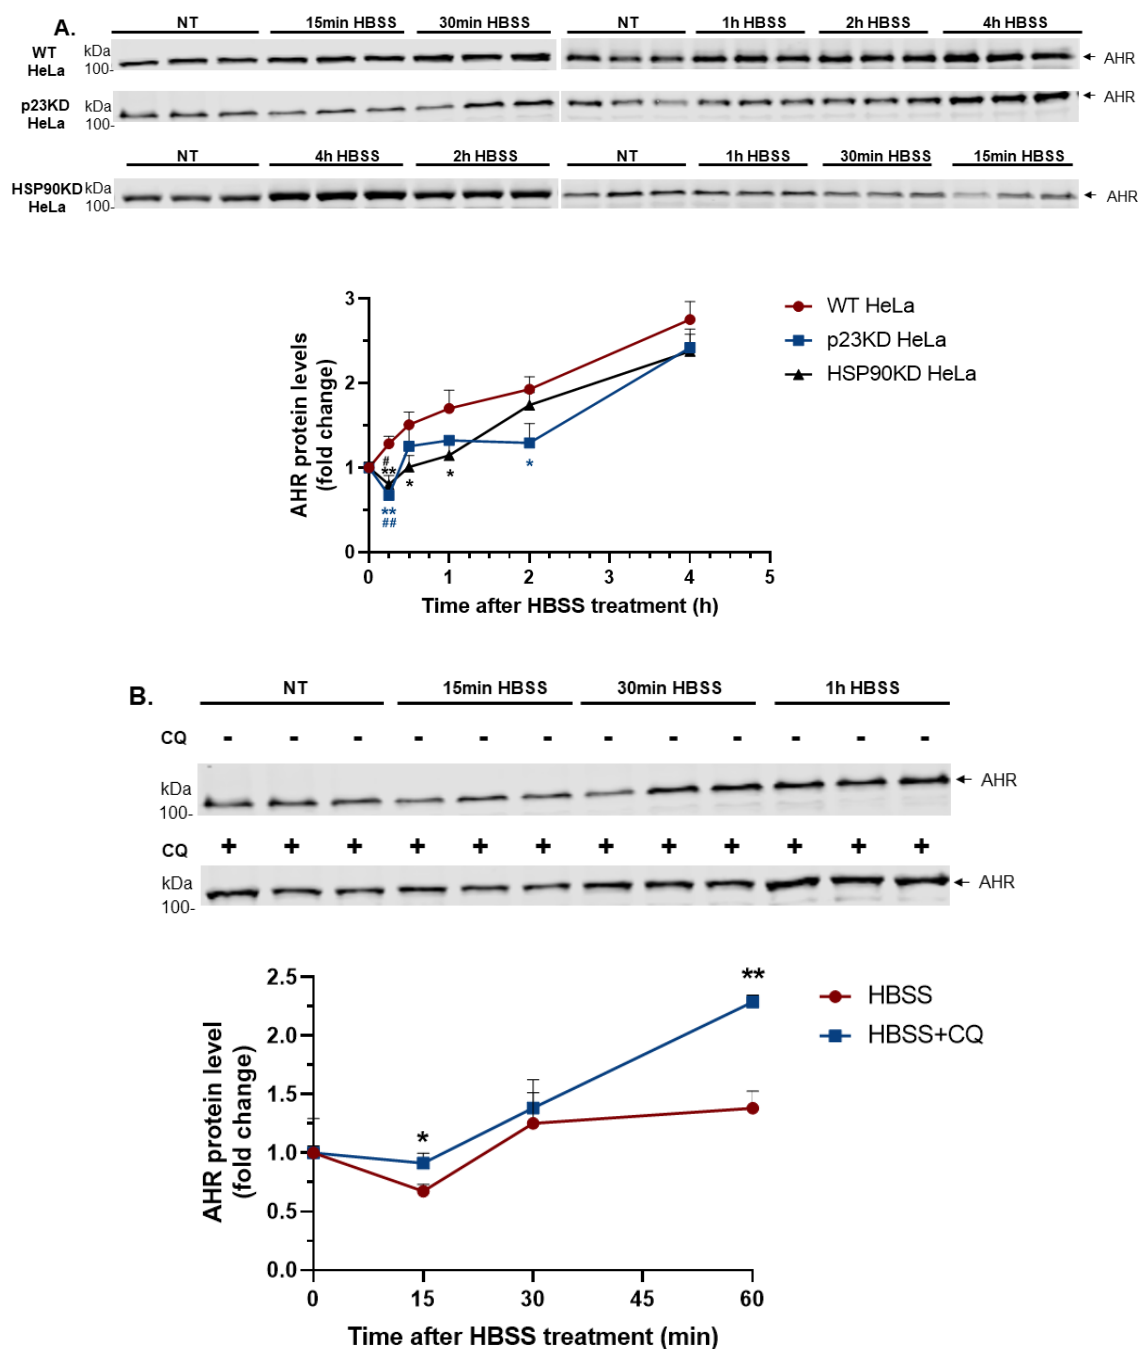 A.
NT 15min HBSS 30min HBSS NT 1h HBSS 2h HBSS 4h HBSS
WT HeLa kDa 100- AHR
p23KD HeLa kDa 100- AHR
NT 4h HBSS 2h HBSS NT 1h HBSS 30min HBSS 15min HBSS
HSP90KD HeLa kDa 100- AHR
AHR protein levels
(fold change)
3
2
1
0
# ** * * *
** ##
0 1 2 3 4 5
Time after HBSS treatment (h)
WT HeLa
p23KD HeLa
HSP90KD HeLa
B.
NT 15min HBSS 30min HBSS 1h HBSS
CQ - - - - - - - - - - - -
kDa 100- AHR
CQ + + + + + + + + + + + +
kDa 100- AHR
AHR protein level
(fold change)
2.5
2.0
1.5
1.0
0.5
0.0
* **
0 15 30 45 60
Time after HBSS treatment (min)
HBSS
HBSS+CQ